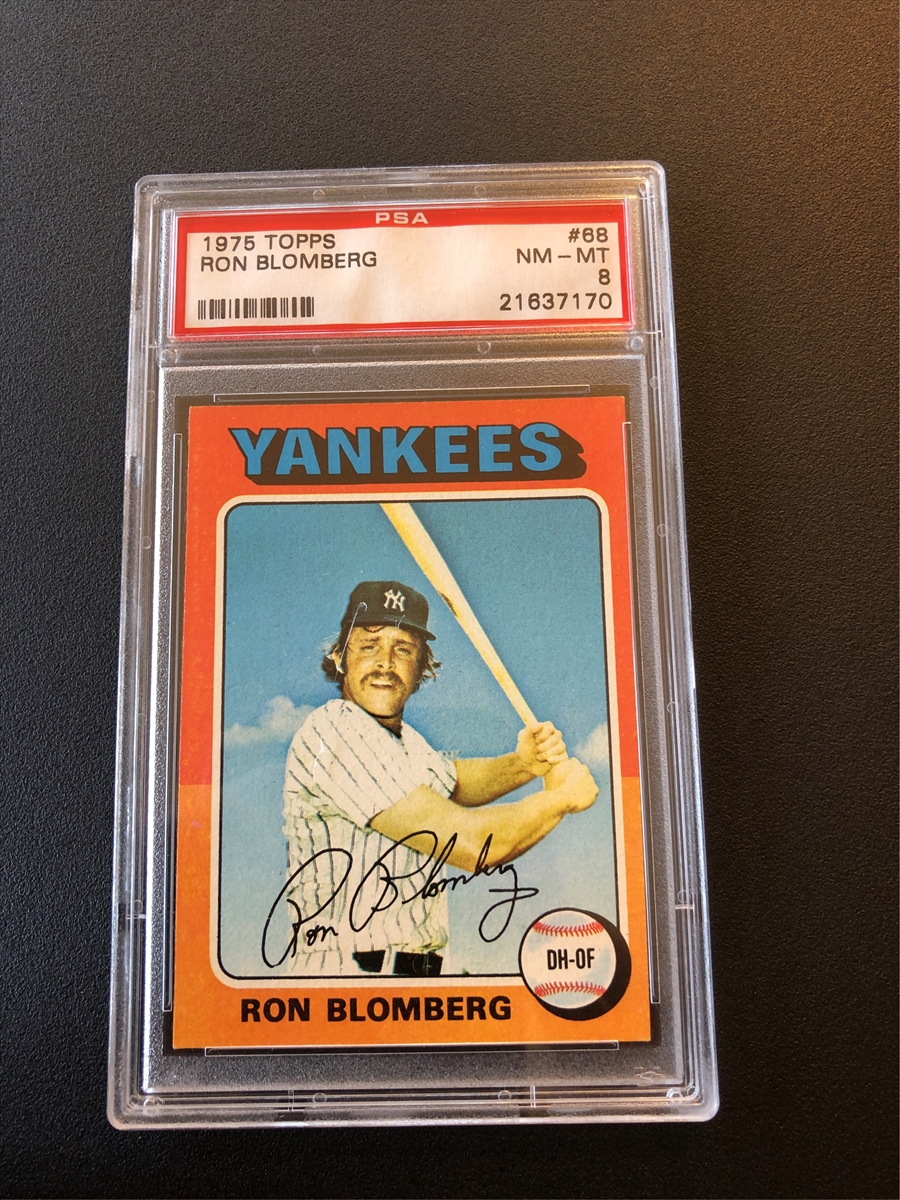 PSA
1975 TOPPS #68
RON BLOMBERG NM - MT
8
21637170
YANKEES
NY
Ron Blomberg
DH-OF
RON BLOMBERG